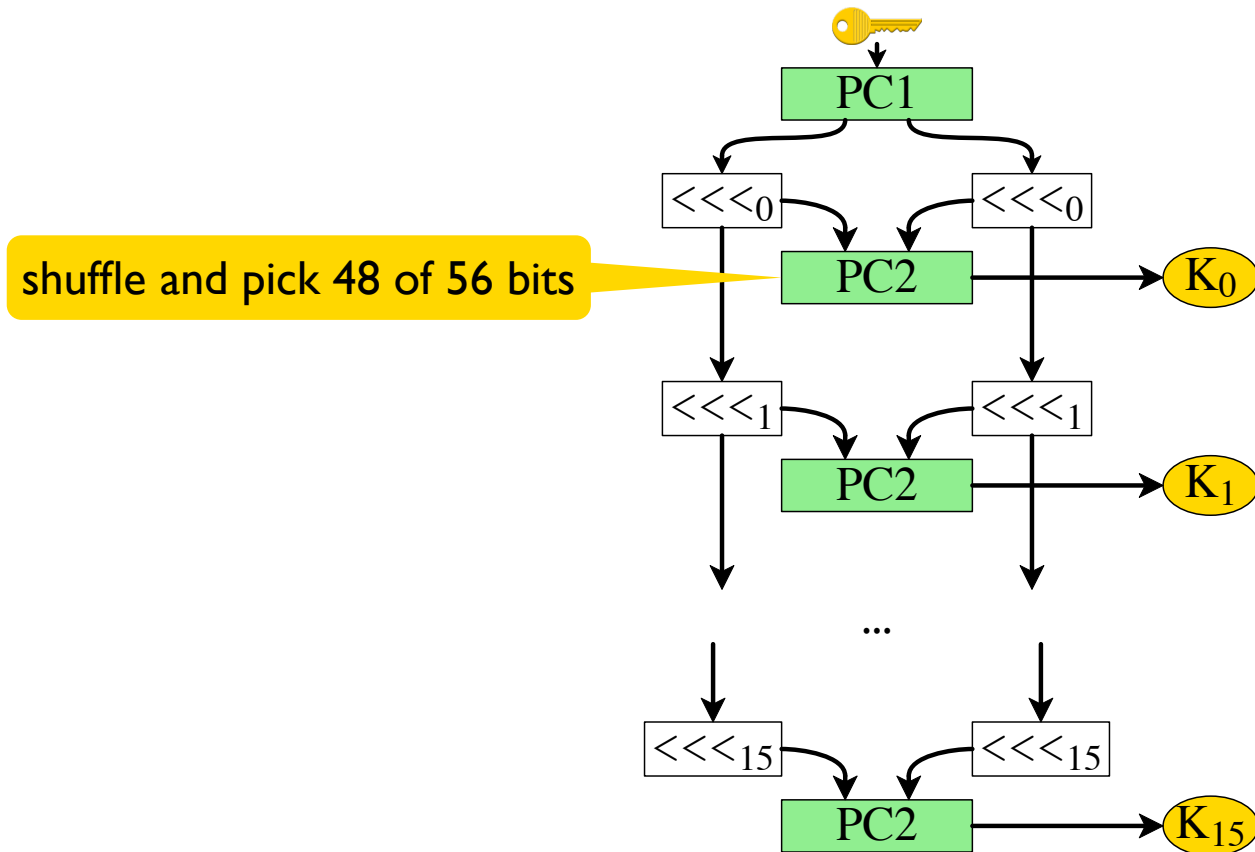 PC1
<<<0 <<<0
shuffle and pick 48 of 56 bits
PC2
K0
<<<1 <<<1
PC2
K1
...
<<<15 <<<15
PC2
K15